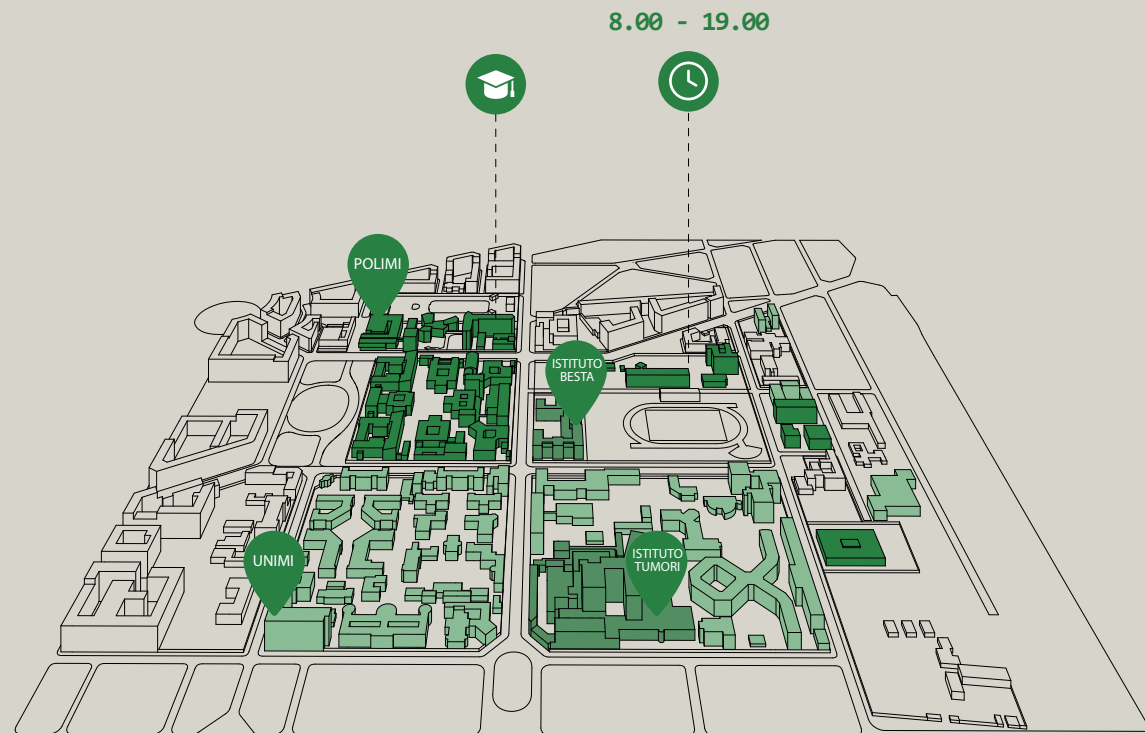 8.00 - 19.00
POLIMI
ISTITUTO
BESTA
UNIMI
ISTITUTO
TUMORI